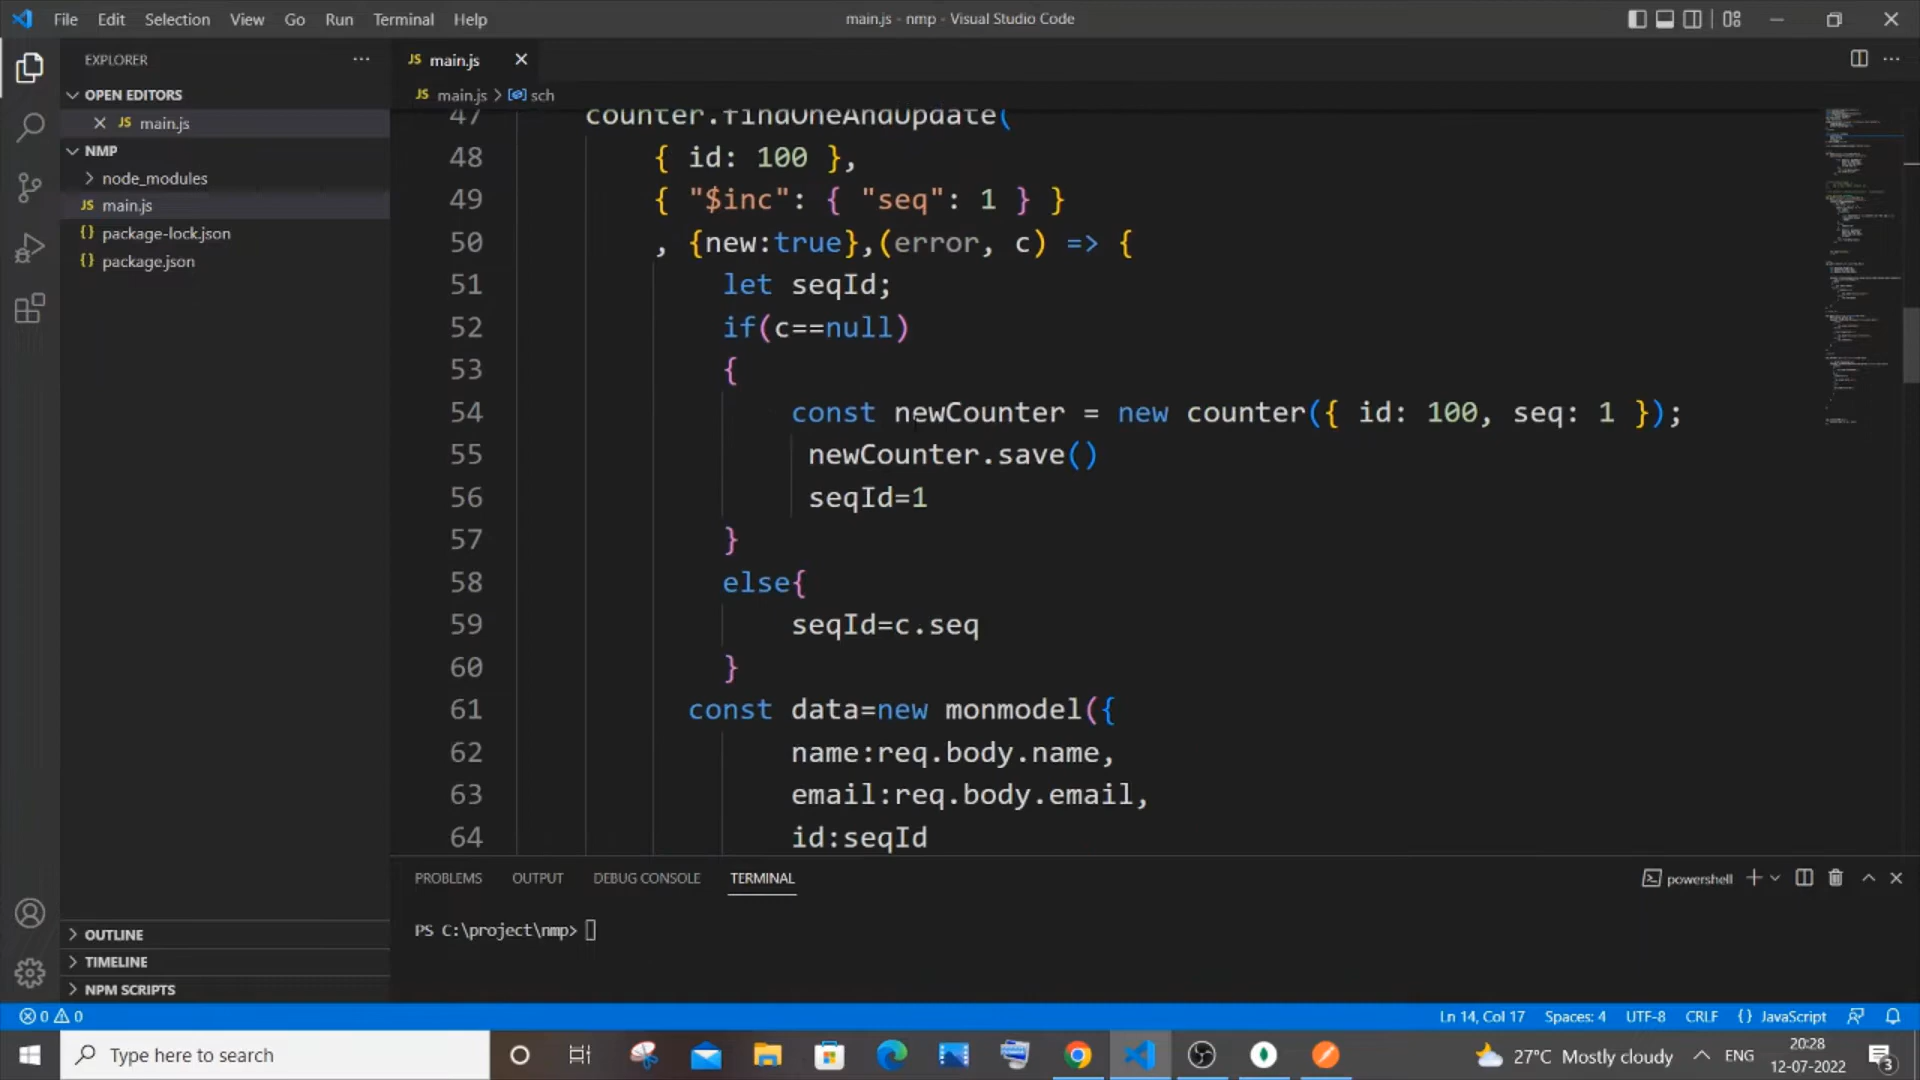 File Edit Selection View Go Run Terminal Help
main.js - nmp - Visual Studio Code
EXPLORER
OPEN EDITORS
JS main.js
NMP
node_modules
JS main.js
{} package-lock.json
{} package.json
OUTLINE
TIMELINE
NPM SCRIPTS
JS main.js
JS main.js > sch
47 counter.findOneAndUpdate(
48 { id: 100 },
49 { "$inc": { "seq": 1 } }
50 , {new:true},(error, c) => {
51 let seqId;
52 if(c==null)
53 {
54 const newCounter = new counter({ id: 100, seq: 1 });
55 newCounter.save()
56 seqId=1
57 }
58 else{
59 seqId=c.seq
60 }
61 const data=new monmodel({
62 name:req.body.name,
63 email:req.body.email,
64 id:seqId
PROBLEMS OUTPUT DEBUG CONSOLE TERMINAL
powershell
PS C:\project\nmp>
0 0
Ln 14, Col 17 Spaces: 4 UTF-8 CRLF {} JavaScript
Type here to search
27°C Mostly cloudy
ENG
20:28
12-07-2022
3